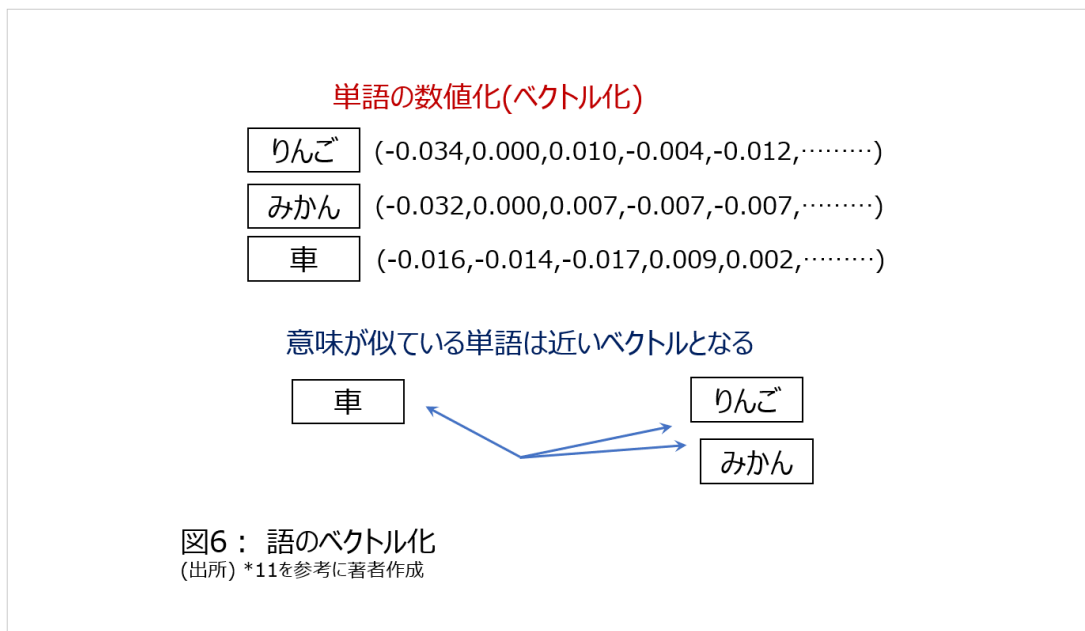 単語の数値化(ベクトル化)
りんご (-0.034,0.000,0.010,-0.004,-0.012,………)
みかん (-0.032,0.000,0.007,-0.007,-0.007,………)
車 (-0.016,-0.014,-0.017,0.009,0.002,………)
意味が似ている単語は近いベクトルとなる
車 りんご
みかん
図6： 語のベクトル化
(出所) *11を参考に著者作成